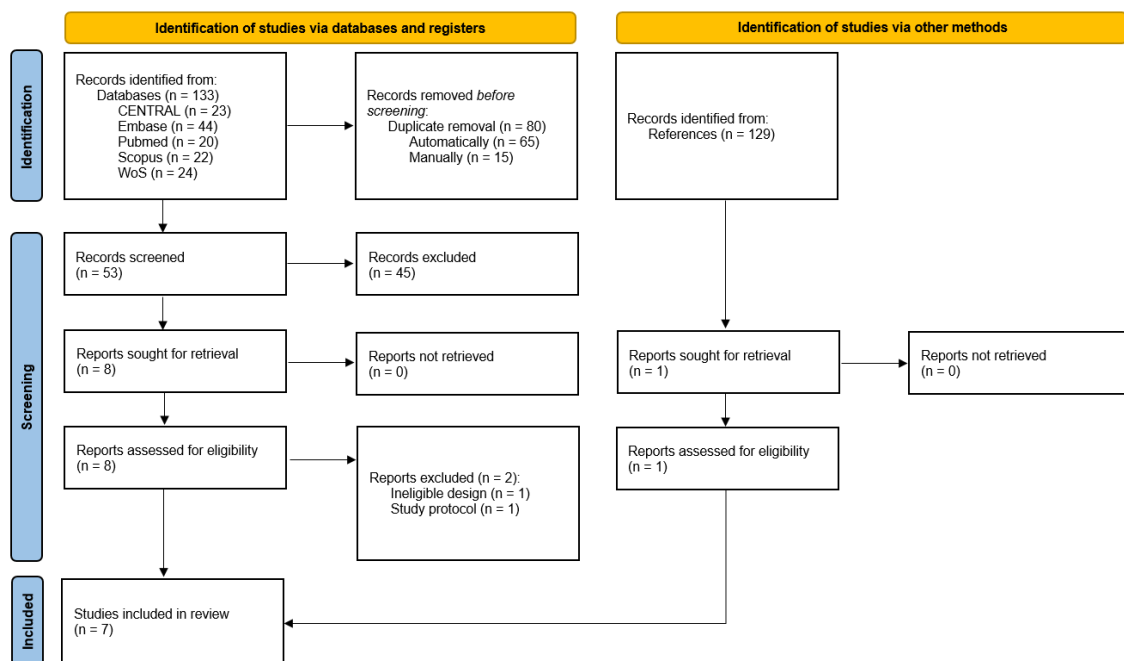 Identification of studies via databases and registers
Identification of studies via other methods
Identification
Records identified from:
Databases (n = 133)
CENTRAL (n = 23)
Embase (n = 44)
Pubmed (n = 20)
Scopus (n = 22)
WoS (n = 24)
Records removed before
screening:
Duplicate removal (n = 80)
Automatically (n = 65)
Manually (n = 15)
Records identified from:
References (n = 129)
Screening
Records screened
(n = 53)
Records excluded
(n = 45)
Reports sought for retrieval
(n = 8)
Reports not retrieved
(n = 0)
Reports sought for retrieval
(n = 1)
Reports not retrieved
(n = 0)
Reports assessed for eligibility
(n = 8)
Reports excluded (n = 2):
Ineligible design (n = 1)
Study protocol (n = 1)
Reports assessed for eligibility
(n = 1)
Included
Studies included in review
(n = 7)